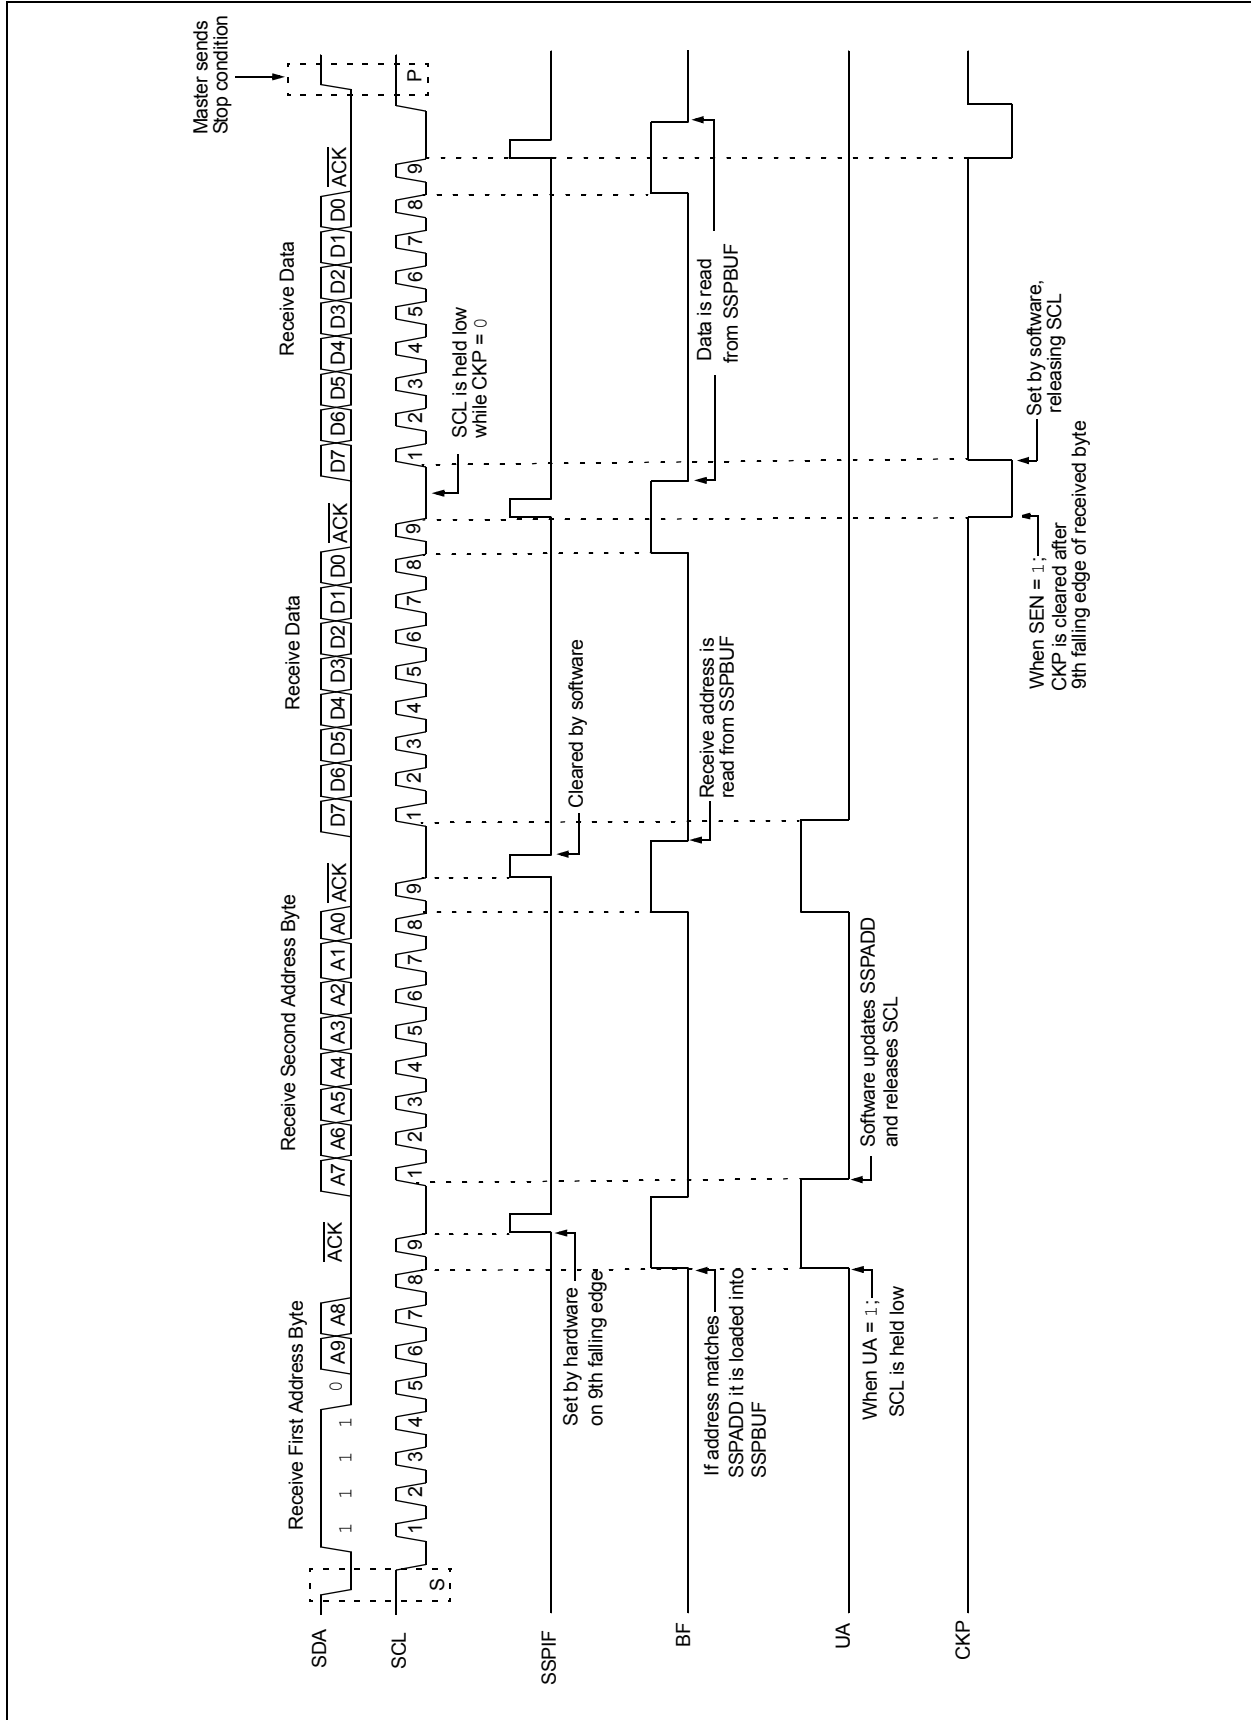 Master sends
Stop condition
Receive First Address Byte
Receive Second Address Byte
Receive Data
Receive Data
SDA
1 1 1 1 0 A9 A8 ACK
A7 A6 A5 A4 A3 A2 A1 A0 ACK
D7 D6 D5 D4 D3 D2 D1 D0 ACK
D7 D6 D5 D4 D3 D2 D1 D0 ACK
SCL
S
1 2 3 4 5 6 7 8 9
1 2 3 4 5 6 7 8 9
1 2 3 4 5 6 7 8 9
1 2 3 4 5 6 7 8 9
P
SCL is held low
while CKP = 0
SSPIF
Set by hardware
on 9th falling edge
Cleared by software
BF
If address matches
SSPADD it is loaded into
SSPBUF
Receive address is
read from SSPBUF
Data is read
from SSPBUF
UA
When UA = 1;
SCL is held low
Software updates SSPADD
and releases SCL
CKP
When SEN = 1;
CKP is cleared after
9th falling edge of received byte
Set by software,
releasing SCL